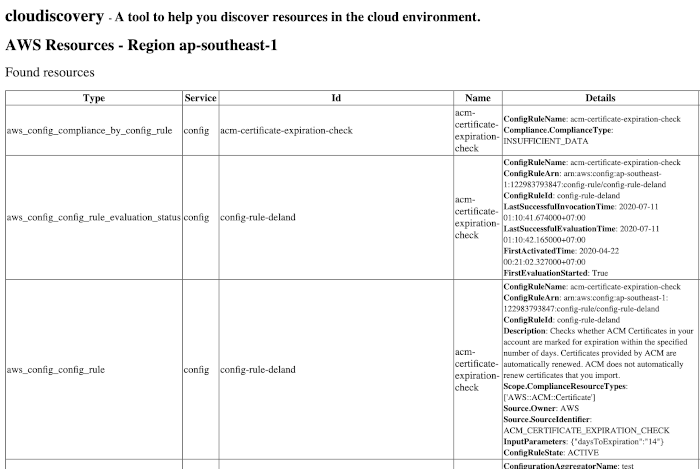 cloudiscovery - A tool to help you discover resources in the cloud environment.
AWS Resources - Region ap-southeast-1
Found resources
Type Service Id Name Details
aws_config_compliance_by_config_rule config acm-certificate-expiration-check
acm-
certificate-
expiration-
check
ConfigRuleName: acm-certificate-expiration-check
Compliance.ComplianceType:
INSUFFICIENT_DATA
aws_config_config_rule_evaluation_status config config-rule-deland
acm-
certificate-
expiration-
check
ConfigRuleName: acm-certificate-expiration-check
ConfigRuleArn: arn:aws:config:ap-southeast-
1:122983793847:config-rule/config-rule-deland
ConfigRuleId: config-rule-deland
LastSuccessfulInvocationTime: 2020-07-11
01:10:41.674000+07:00
LastSuccessfulEvaluationTime: 2020-07-11
01:10:42.165000+07:00
FirstActivatedTime: 2020-04-22
00:21:02.327000+07:00
FirstEvaluationStarted: True
aws_config_config_rule config config-rule-deland
acm-
certificate-
expiration-
check
ConfigRuleName: acm-certificate-expiration-check
ConfigRuleArn: arn:aws:config:ap-southeast-1:
122983793847:config-rule/config-rule-deland
ConfigRuleId: config-rule-deland
Description: Checks whether ACM Certificates in your
account are marked for expiration within the specified
number of days. Certificates provided by ACM are
automatically renewed. ACM does not automatically
renew certificates that you import.
Scope.ComplianceResourceTypes:
['AWS::ACM::Certificate']
Source.Owner: AWS
Source.SourceIdentifier:
ACM_CERTIFICATE_EXPIRATION_CHECK
InputParameters: {"daysToExpiration":"14"}
ConfigRuleState: ACTIVE
ConfigurationAggregatorName: test